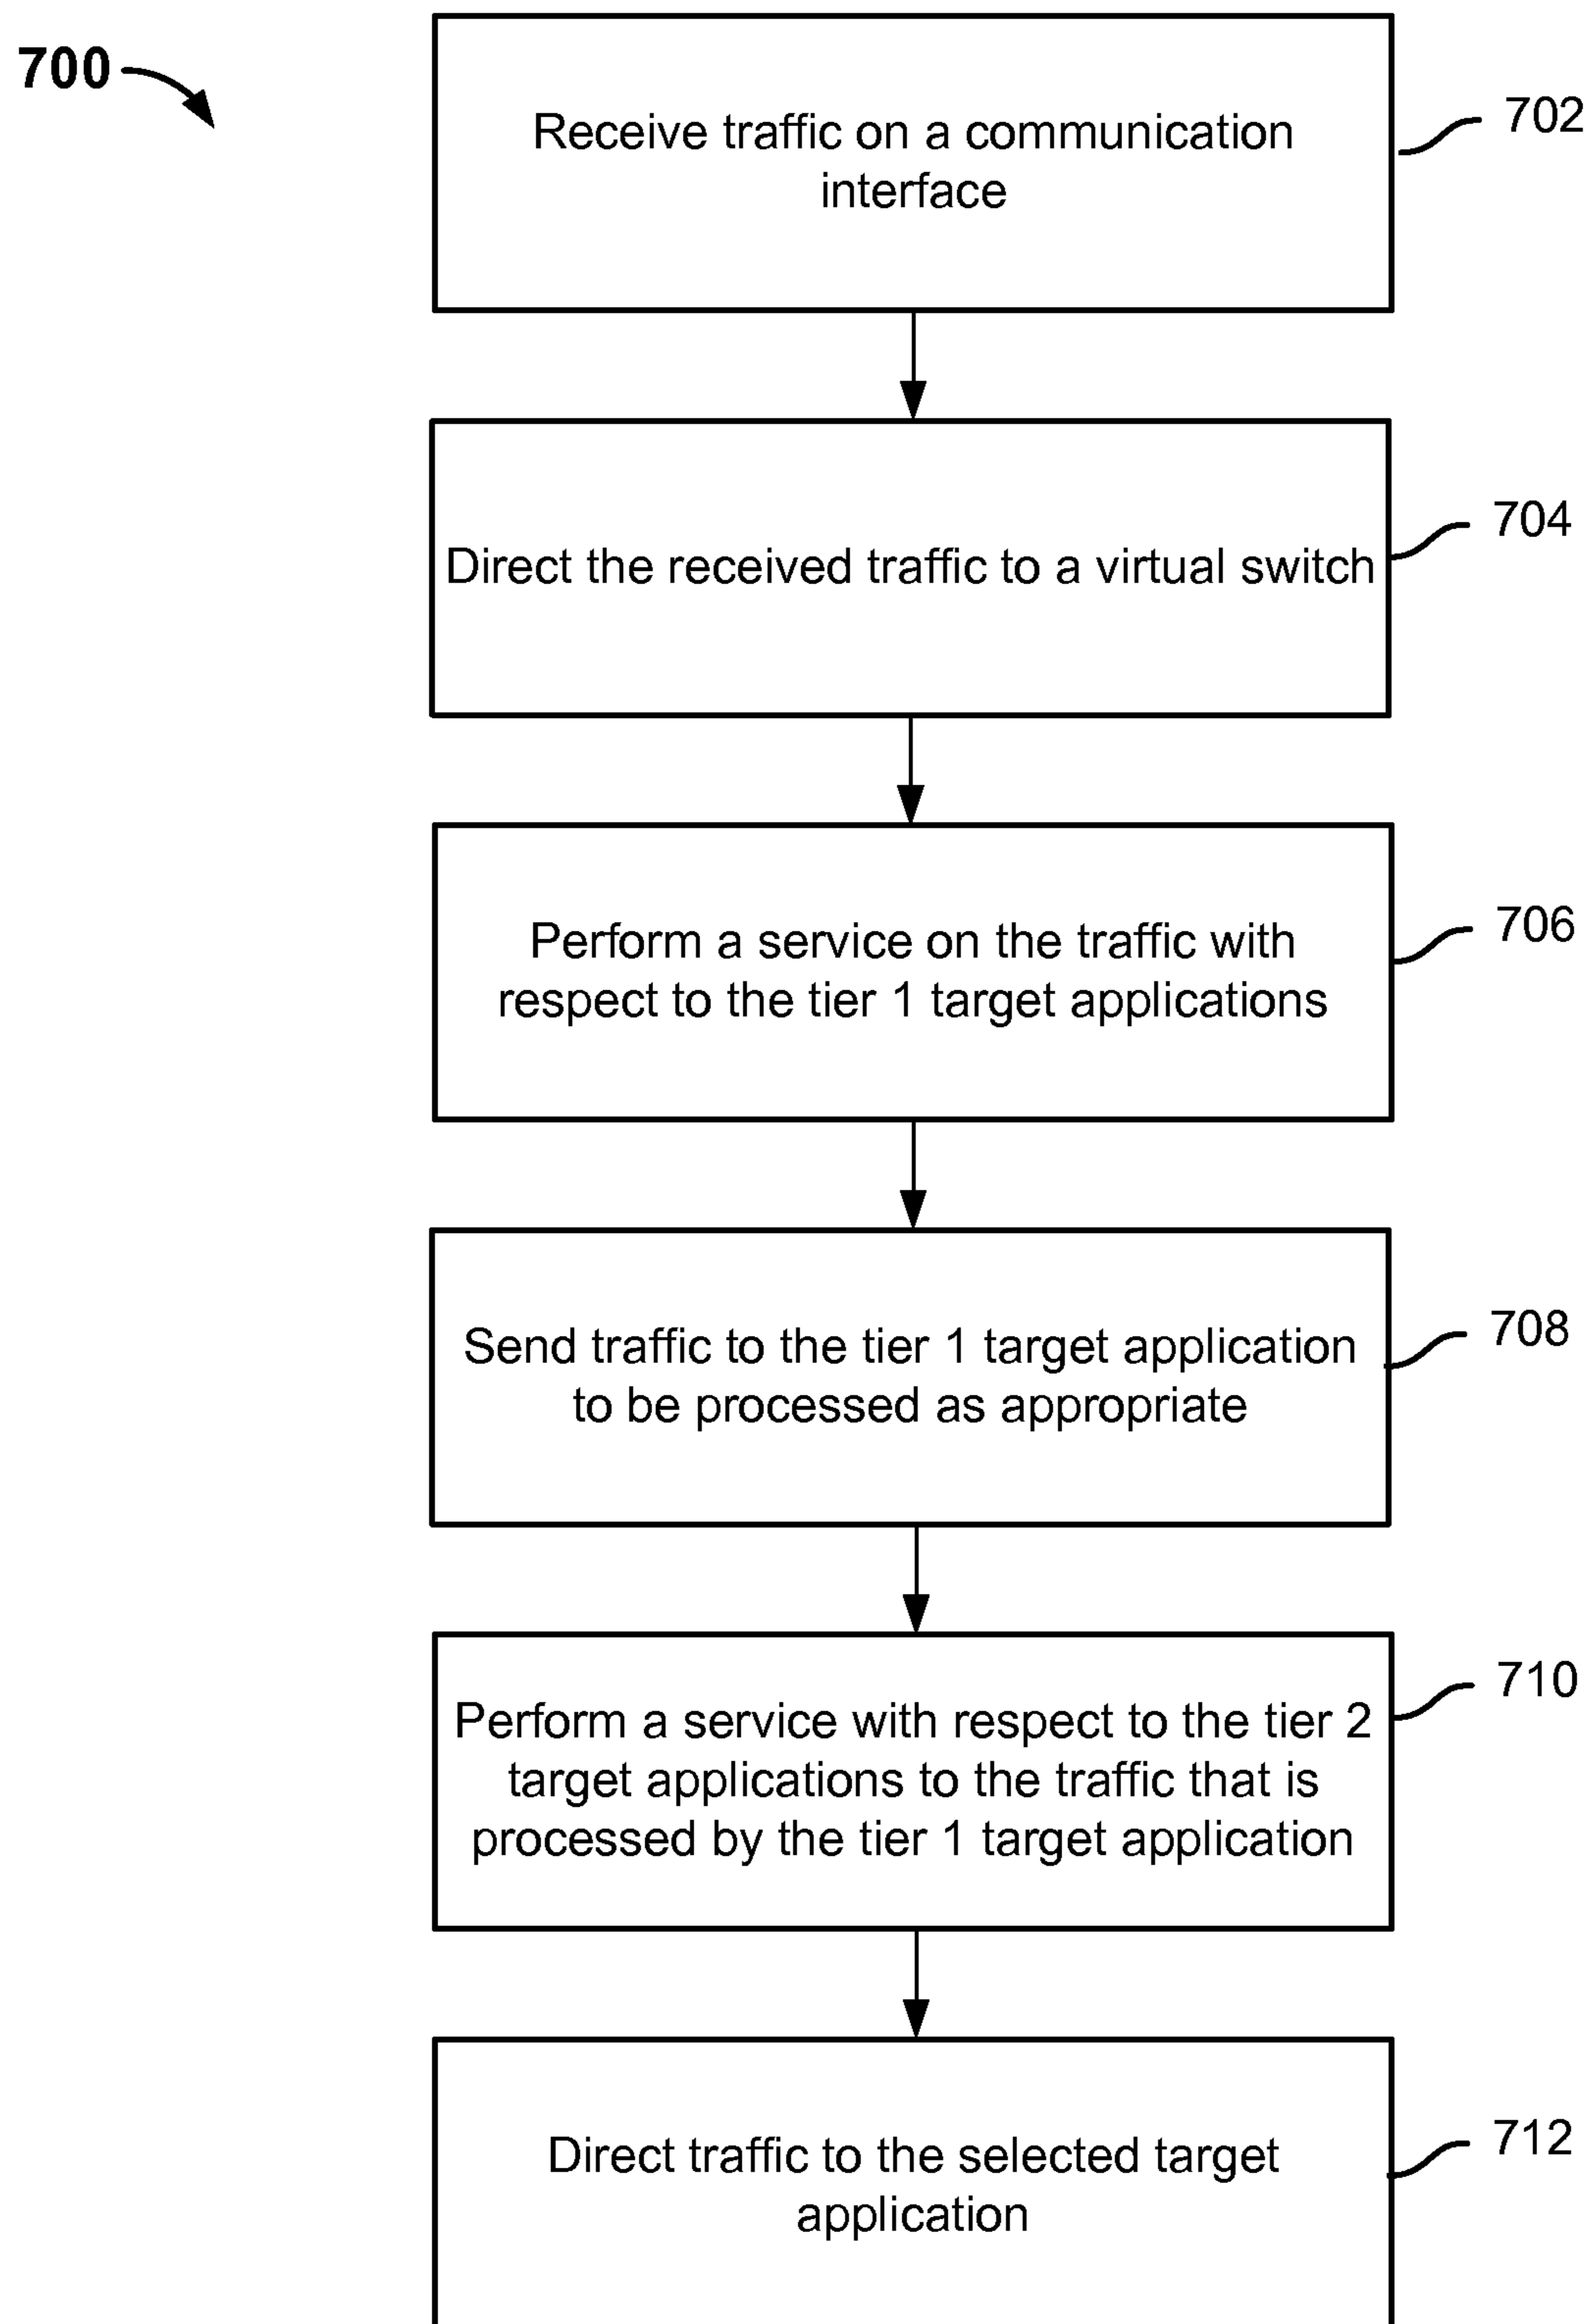 700
Receive traffic on a communication
interface
702
Direct the received traffic to a virtual switch
704
Perform a service on the traffic with
respect to the tier 1 target applications
706
Send traffic to the tier 1 target application
to be processed as appropriate
708
Perform a service with respect to the tier 2
target applications to the traffic that is
processed by the tier 1 target application
710
Direct traffic to the selected target
application
712